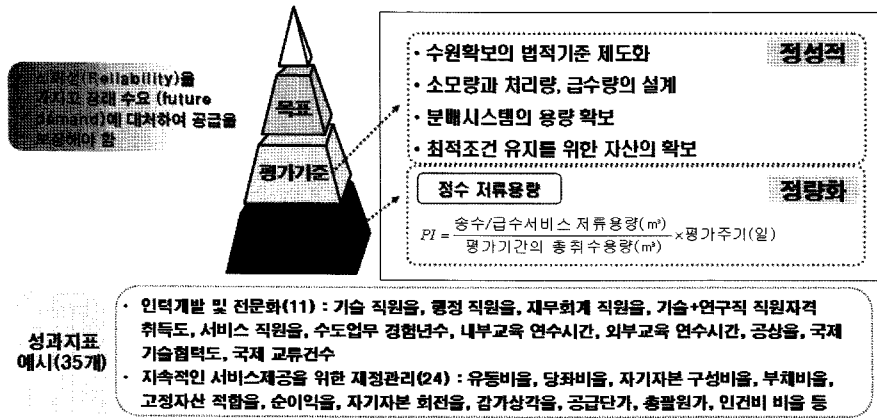 신뢰성(Reliability)을
가지고 장래 수요 (future
demand)에 대처하여 공급을
보장해야 함
목표
평가기준
정성적
• 수원확보의 법적기준 제도화
• 소모량과 처리량, 급수량의 설계
• 분배시스템의 용량 확보
• 최적조건 유지를 위한 자산의 확보
정량화
정수 저류용량
PI = 송수/급수서비스 저류용량(m³) / 평가기간의 총취수용량(m³) × 평가주기(일)
성과지표
예시(35개)
• 인력개발 및 전문화(11) : 기술 직원율, 행정 직원율, 재무회계 직원율, 기술+연구직 직원자격
취득도, 서비스 직원율, 수도업무 경험년수, 내부교육 연수시간, 외부교육 연수시간, 공상율, 국제
기술협력도, 국제 교류건수
• 지속적인 서비스제공을 위한 재정관리(24) : 유동비율, 당좌비율, 자기자본 구성비율, 부채비율,
고정자산 적합율, 순이익율, 자기자본 회전율, 감가상각율, 공급단가, 총괄원가, 인건비 비율 등